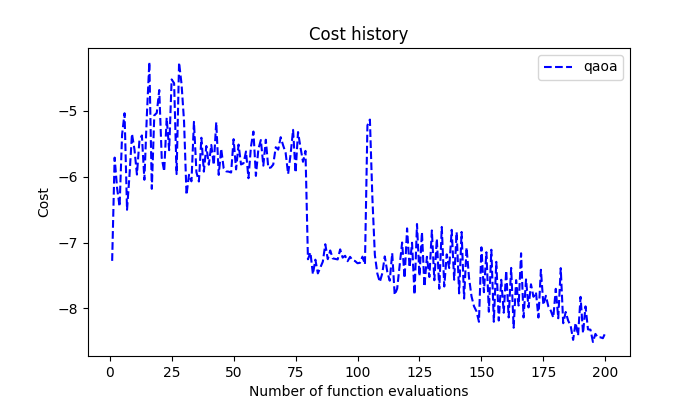 Cost history
qaoa
Cost
−5
−6
−7
−8
0 25 50 75 100 125 150 175 200
Number of function evaluations